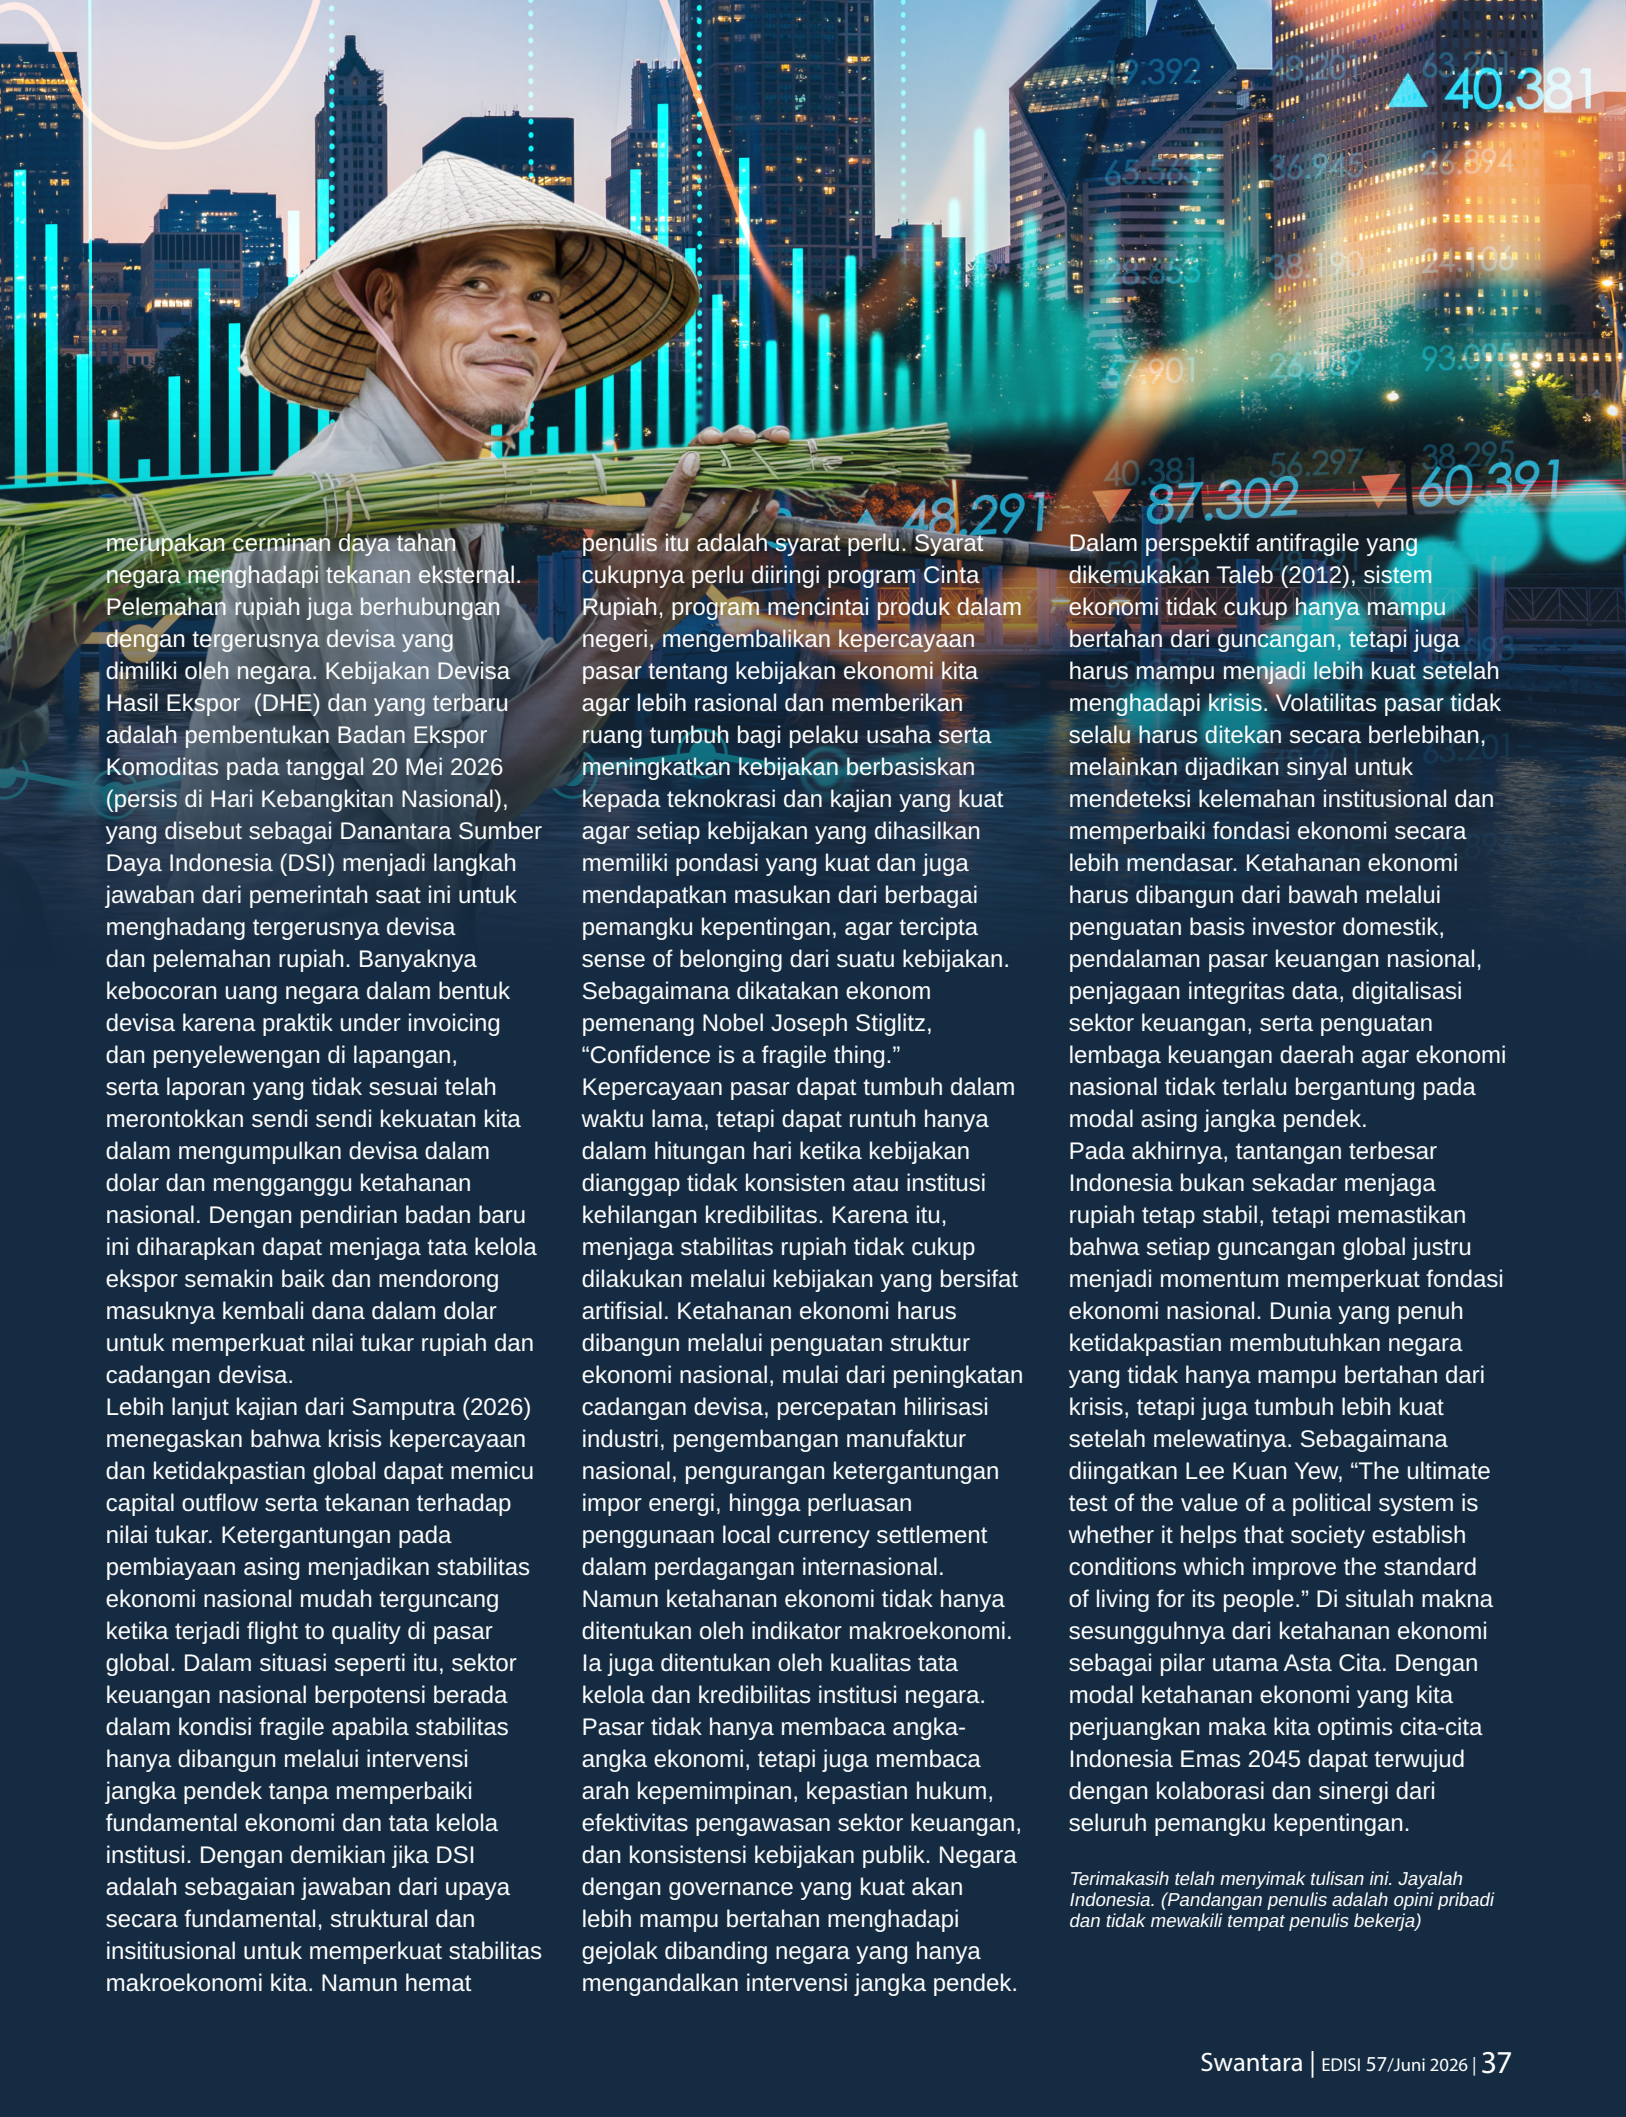 19.392
48.201
63.201
40.381
65.563
36.945
26.894
28.653
38.190
24.106
57.901
93.095
38.295
56.297
40.381
60.391
87.302
48.291
merupakan cerminan daya tahan
negara menghadapi tekanan eksternal.
Pelemahan rupiah juga berhubungan
dengan tergerusnya devisa yang
dimiliki oleh negara. Kebijakan Devisa
Hasil Ekspor (DHE) dan yang terbaru
adalah pembentukan Badan Ekspor
Komoditas pada tanggal 20 Mei 2026
(persis di Hari Kebangkitan Nasional),
yang disebut sebagai Danantara Sumber
Daya Indonesia (DSI) menjadi langkah
jawaban dari pemerintah saat ini untuk
menghadang tergerusnya devisa
dan pelemahan rupiah. Banyaknya
kebocoran uang negara dalam bentuk
devisa karena praktik under invoicing
dan penyelewengan di lapangan,
serta laporan yang tidak sesuai telah
merontokkan sendi sendi kekuatan kita
dalam mengumpulkan devisa dalam
dolar dan mengganggu ketahanan
nasional. Dengan pendirian badan baru
ini diharapkan dapat menjaga tata kelola
ekspor semakin baik dan mendorong
masuknya kembali dana dalam dolar
untuk memperkuat nilai tukar rupiah dan
cadangan devisa.
Lebih lanjut kajian dari Samputra (2026)
menegaskan bahwa krisis kepercayaan
dan ketidakpastian global dapat memicu
capital outflow serta tekanan terhadap
nilai tukar. Ketergantungan pada
pembiayaan asing menjadikan stabilitas
ekonomi nasional mudah terguncang
ketika terjadi flight to quality di pasar
global. Dalam situasi seperti itu, sektor
keuangan nasional berpotensi berada
dalam kondisi fragile apabila stabilitas
hanya dibangun melalui intervensi
jangka pendek tanpa memperbaiki
fundamental ekonomi dan tata kelola
institusi. Dengan demikian jika DSI
adalah sebagaian jawaban dari upaya
secara fundamental, struktural dan
insititusional untuk memperkuat stabilitas
makroekonomi kita. Namun hemat
penulis itu adalah syarat perlu. Syarat
cukupnya perlu diiringi program Cinta
Rupiah, program mencintai produk dalam
negeri, mengembalikan kepercayaan
pasar tentang kebijakan ekonomi kita
agar lebih rasional dan memberikan
ruang tumbuh bagi pelaku usaha serta
meningkatkan kebijakan berbasiskan
kepada teknokrasi dan kajian yang kuat
agar setiap kebijakan yang dihasilkan
memiliki pondasi yang kuat dan juga
mendapatkan masukan dari berbagai
pemangku kepentingan, agar tercipta
sense of belonging dari suatu kebijakan.
Sebagaimana dikatakan ekonom
pemenang Nobel Joseph Stiglitz,
“Confidence is a fragile thing.”
Kepercayaan pasar dapat tumbuh dalam
waktu lama, tetapi dapat runtuh hanya
dalam hitungan hari ketika kebijakan
dianggap tidak konsisten atau institusi
kehilangan kredibilitas. Karena itu,
menjaga stabilitas rupiah tidak cukup
dilakukan melalui kebijakan yang bersifat
artifisial. Ketahanan ekonomi harus
dibangun melalui penguatan struktur
ekonomi nasional, mulai dari peningkatan
cadangan devisa, percepatan hilirisasi
industri, pengembangan manufaktur
nasional, pengurangan ketergantungan
impor energi, hingga perluasan
penggunaan local currency settlement
dalam perdagangan internasional.
Namun ketahanan ekonomi tidak hanya
ditentukan oleh indikator makroekonomi.
Ia juga ditentukan oleh kualitas tata
kelola dan kredibilitas institusi negara.
Pasar tidak hanya membaca angka-
angka ekonomi, tetapi juga membaca
arah kepemimpinan, kepastian hukum,
efektivitas pengawasan sektor keuangan,
dan konsistensi kebijakan publik. Negara
dengan governance yang kuat akan
lebih mampu bertahan menghadapi
gejolak dibanding negara yang hanya
mengandalkan intervensi jangka pendek.
Dalam perspektif antifragile yang
dikemukakan Taleb (2012), sistem
ekonomi tidak cukup hanya mampu
bertahan dari guncangan, tetapi juga
harus mampu menjadi lebih kuat setelah
menghadapi krisis. Volatilitas pasar tidak
selalu harus ditekan secara berlebihan,
melainkan dijadikan sinyal untuk
mendeteksi kelemahan institusional dan
memperbaiki fondasi ekonomi secara
lebih mendasar. Ketahanan ekonomi
harus dibangun dari bawah melalui
penguatan basis investor domestik,
pendalaman pasar keuangan nasional,
penjagaan integritas data, digitalisasi
sektor keuangan, serta penguatan
lembaga keuangan daerah agar ekonomi
nasional tidak terlalu bergantung pada
modal asing jangka pendek.
Pada akhirnya, tantangan terbesar
Indonesia bukan sekadar menjaga
rupiah tetap stabil, tetapi memastikan
bahwa setiap guncangan global justru
menjadi momentum memperkuat fondasi
ekonomi nasional. Dunia yang penuh
ketidakpastian membutuhkan negara
yang tidak hanya mampu bertahan dari
krisis, tetapi juga tumbuh lebih kuat
setelah melewatinya. Sebagaimana
diingatkan Lee Kuan Yew, “The ultimate
test of the value of a political system is
whether it helps that society establish
conditions which improve the standard
of living for its people.” Di situlah makna
sesungguhnya dari ketahanan ekonomi
sebagai pilar utama Asta Cita. Dengan
modal ketahanan ekonomi yang kita
perjuangkan maka kita optimis cita-cita
Indonesia Emas 2045 dapat terwujud
dengan kolaborasi dan sinergi dari
seluruh pemangku kepentingan.
Terimakasih telah menyimak tulisan ini. Jayalah
Indonesia. (Pandangan penulis adalah opini pribadi
dan tidak mewakili tempat penulis bekerja)
Swantara | EDISI 57/Juni 2026 | 37